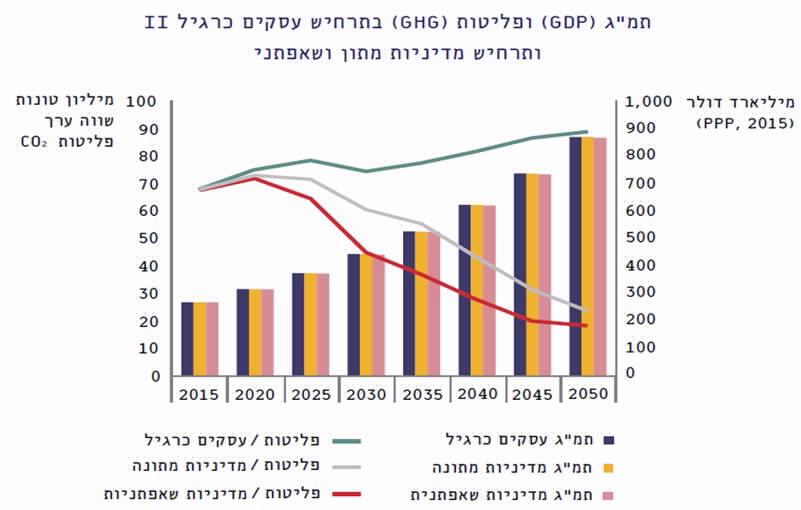 תמ"ג (GDP) ופליטות (GHG) בתרחיש עסקים כרגיל II
ותרחיש מדיניות מתון ושאפתני
מיליון טונות
שווה ערך
פליטות CO₂
100
90
80
70
60
50
40
30
20
10
0
מיליארד דולר
(PPP, 2015)
1,000
900
800
700
600
500
400
300
200
100
0
2015 2020 2025 2030 2035 2040 2045 2050
תמ"ג עסקים כרגיל
תמ"ג מדיניות מתונה
תמ"ג מדיניות שאפתנית
פליטות / עסקים כרגיל
פליטות / מדיניות מתונה
פליטות / מדיניות שאפתניות